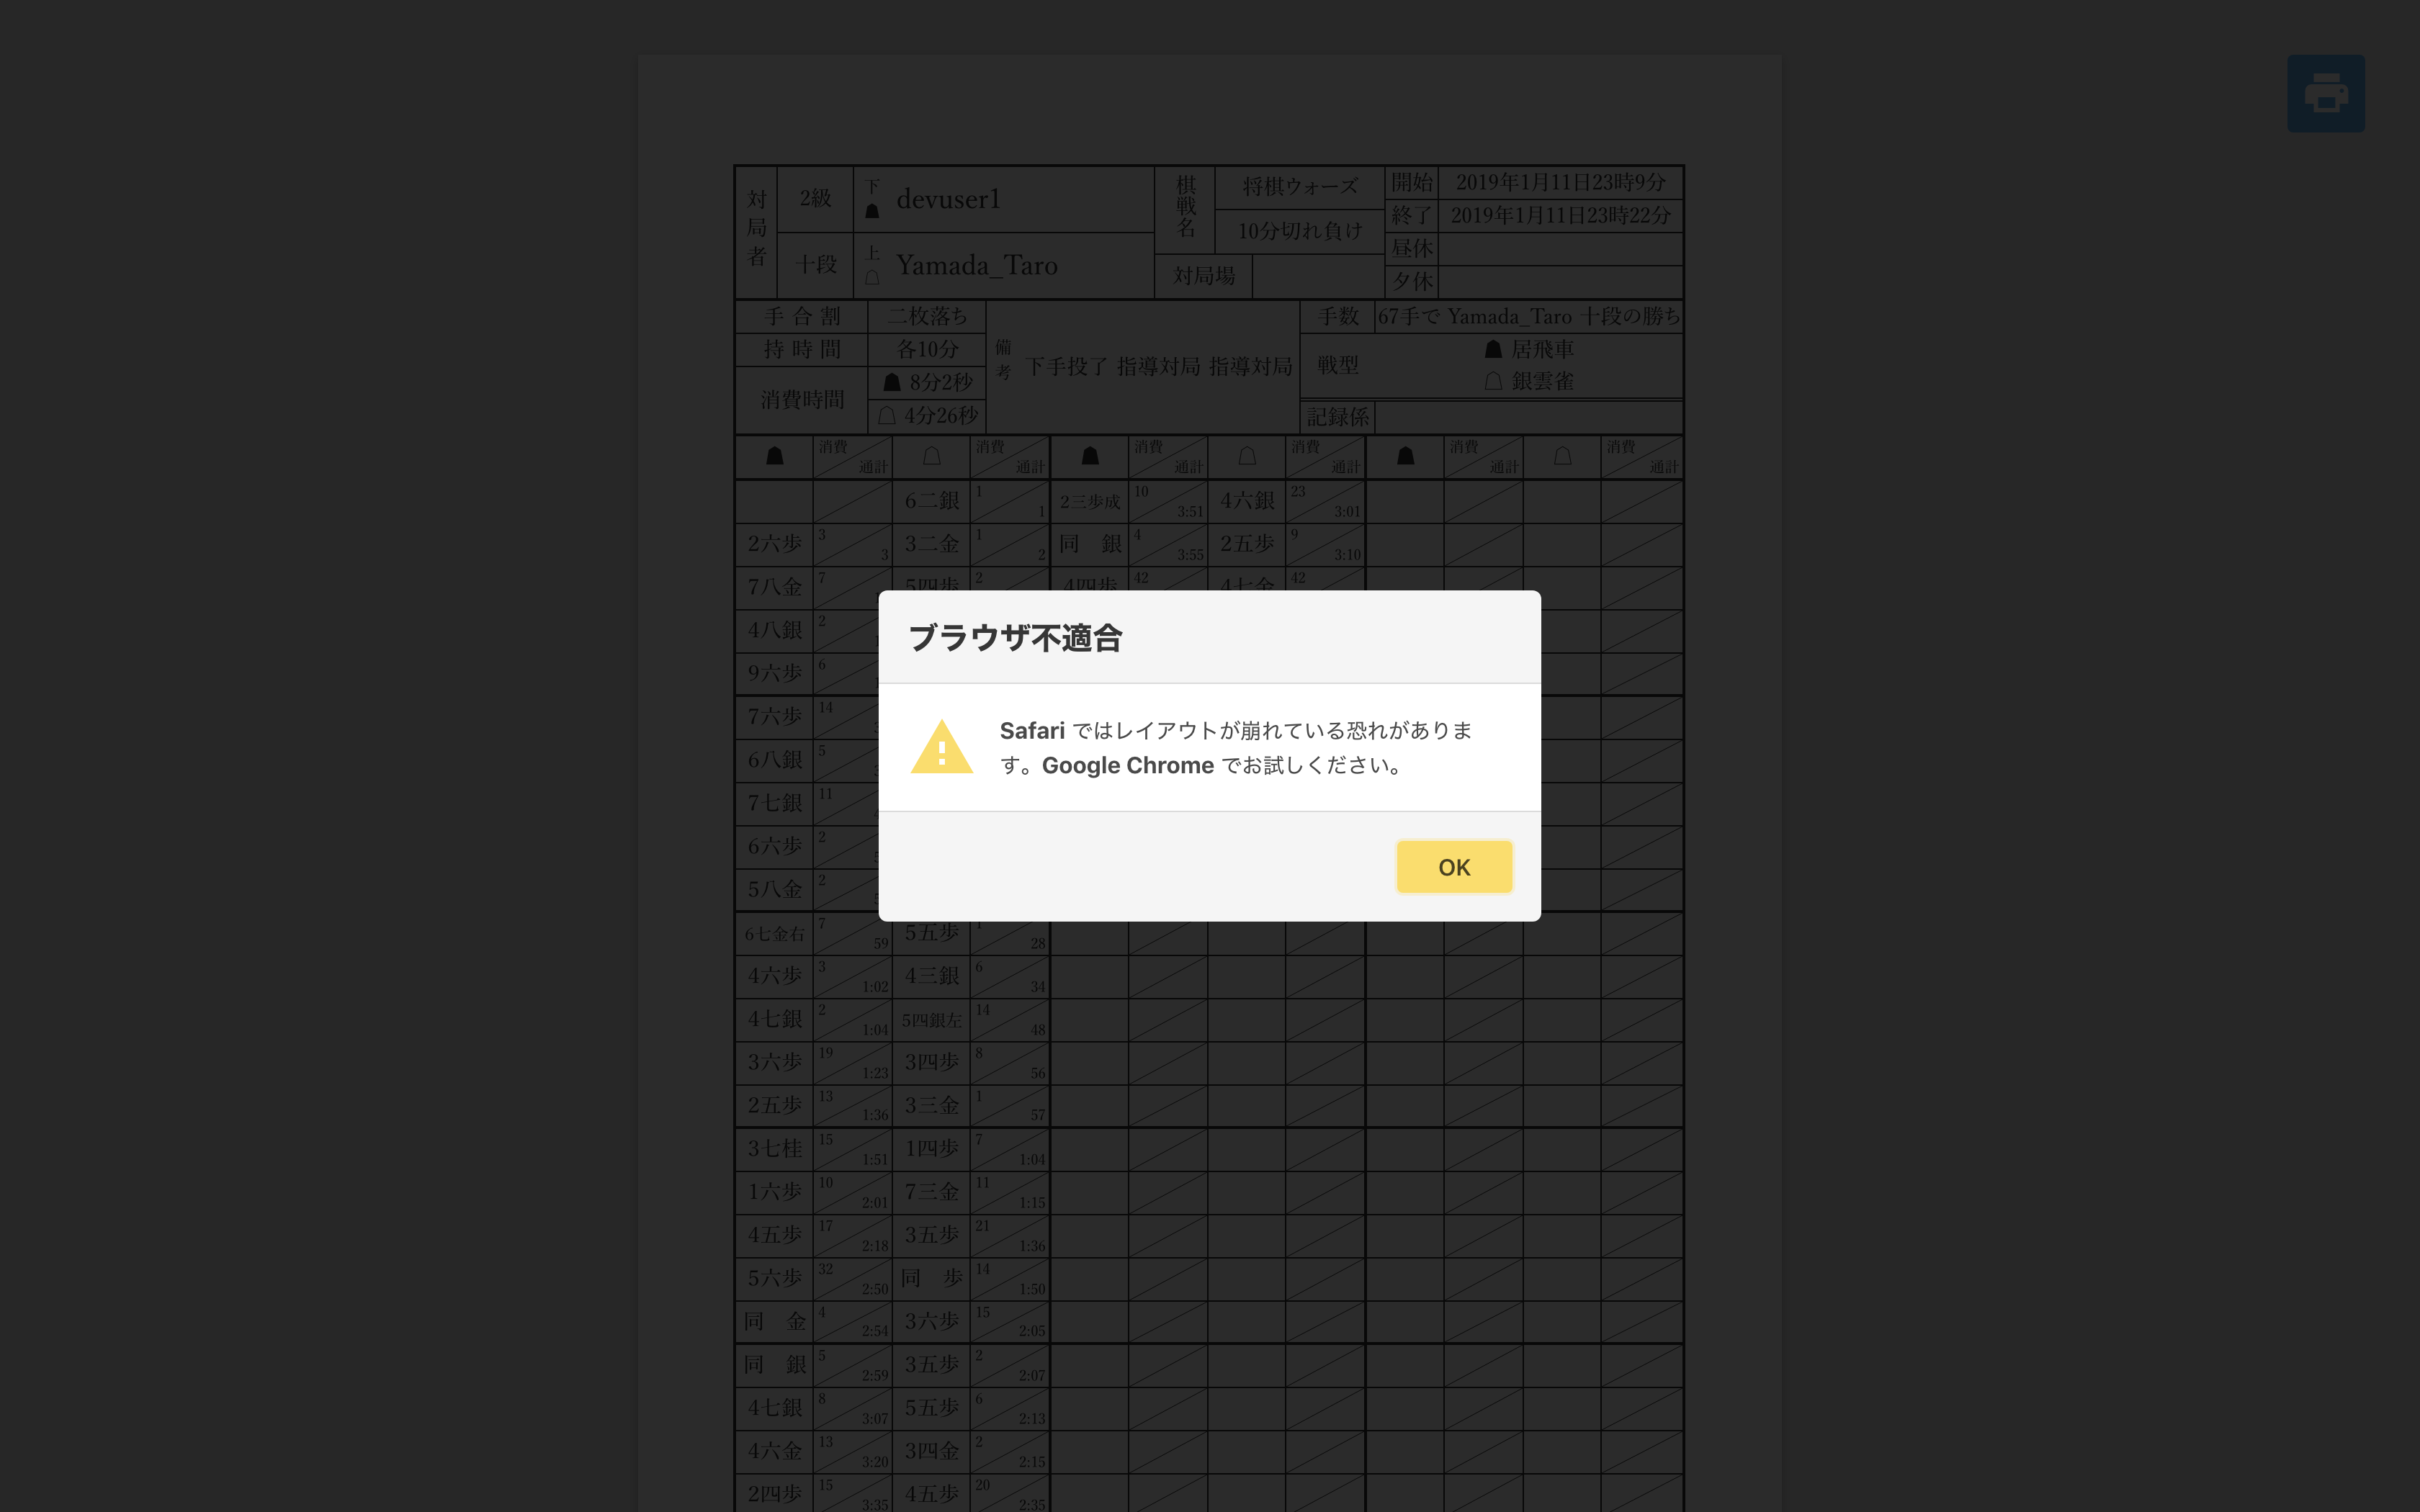 対局者 2級 下 devuser1 棋戦名 将棋ウォーズ 開始 2019年1月11日23時9分
10分切れ負け 終了 2019年1月11日23時22分
十段 上 Yamada_Taro 対局場 昼休
夕休
手合割 二枚落ち 備考 下手投了 指導対局 指導対局 手数 67手で Yamada_Taro 十段の勝ち
持時間 各10分 戦型 居飛車
消費時間 8分2秒 銀雲雀
4分26秒 記録係
消費 通計 消費 通計 消費 通計 消費 通計 消費 通計 消費 通計
6二銀 1 1 2三歩成 10 3:51 4六銀 23 3:01
2六歩 3 3 3二金 1 2 同 銀 4 3:55 2五歩 9 3:10
7八金 7 5四歩 2 4四歩 42 4七金 42
4八銀 2
9六歩 6
7六歩 14
6八銀 5
7七銀 11
6六歩 2
5八金 2
ブラウザ不適合
Safari ではレイアウトが崩れている恐れがありま
す。Google Chrome でお試しください。
OK
6七金右 7 59 5五歩 1 28
4六歩 3 1:02 4三銀 6 34
4七銀 2 1:04 5四銀左 14 48
3六歩 19 1:23 3四歩 8 56
2五歩 13 1:36 3三金 1 57
3七桂 15 1:51 1四歩 7 1:04
1六歩 10 2:01 7三金 11 1:15
4五歩 17 2:18 3五歩 21 1:36
5六歩 32 2:50 同 歩 14 1:50
同 金 4 2:54 3六歩 15 2:05
同 銀 5 2:59 3五歩 2 2:07
4七銀 8 3:07 5五歩 6 2:13
4六金 13 3:20 3四金 2 2:15
2四歩 15 3:35 4五歩 20 2:35